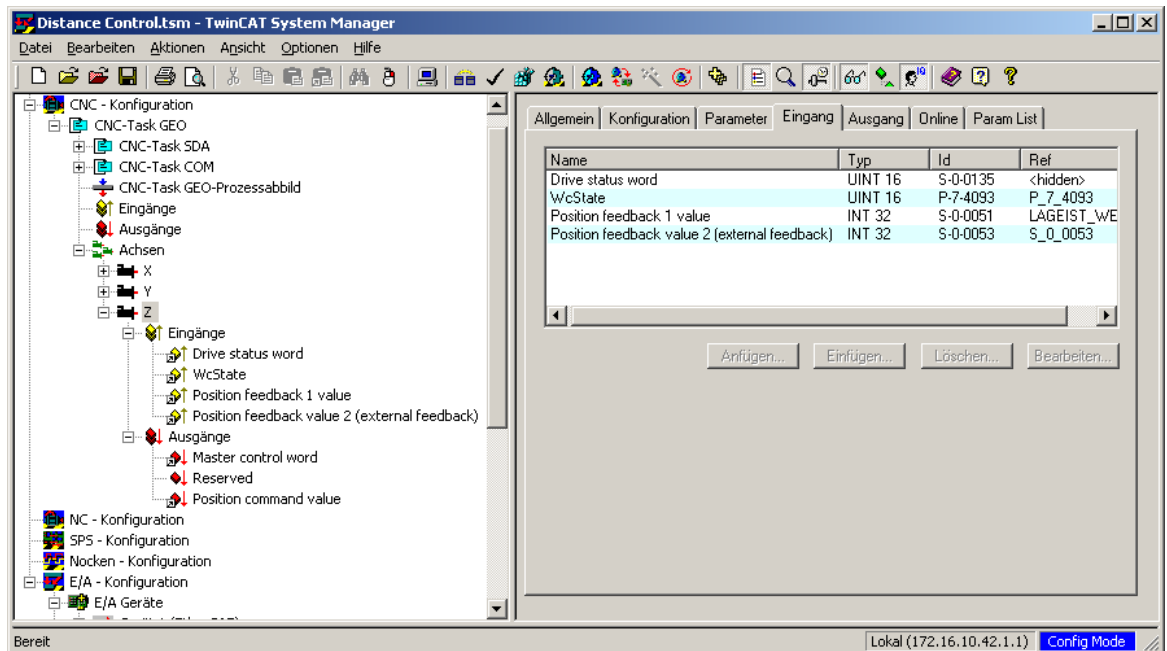 Distance Control.tsm - TwinCAT System Manager
Datei Bearbeiten Aktionen Ansicht Optionen Hilfe
CNC - Konfiguration
CNC-Task GEO
CNC-Task SDA
CNC-Task COM
CNC-Task GEO-Prozessabbild
Eingänge
Ausgänge
Achsen
X
Y
Z
Eingänge
Drive status word
WcState
Position feedback 1 value
Position feedback value 2 (external feedback)
Ausgänge
Master control word
Reserved
Position command value
NC - Konfiguration
SPS - Konfiguration
Nocken - Konfiguration
E/A - Konfiguration
E/A Geräte
Allgemein Konfiguration Parameter Eingang Ausgang Online Param List
Name Typ Id Ref
Drive status word UINT 16 S-0-0135 <hidden>
WcState UINT 16 P-7-4093 P_7_4093
Position feedback 1 value INT 32 S-0-0051 LAGEIST_WE
Position feedback value 2 (external feedback) INT 32 S-0-0053 S_0_0053
Anfügen... Einfügen... Löschen... Bearbeiten...
Bereit Lokal (172.16.10.42.1.1) Config Mode